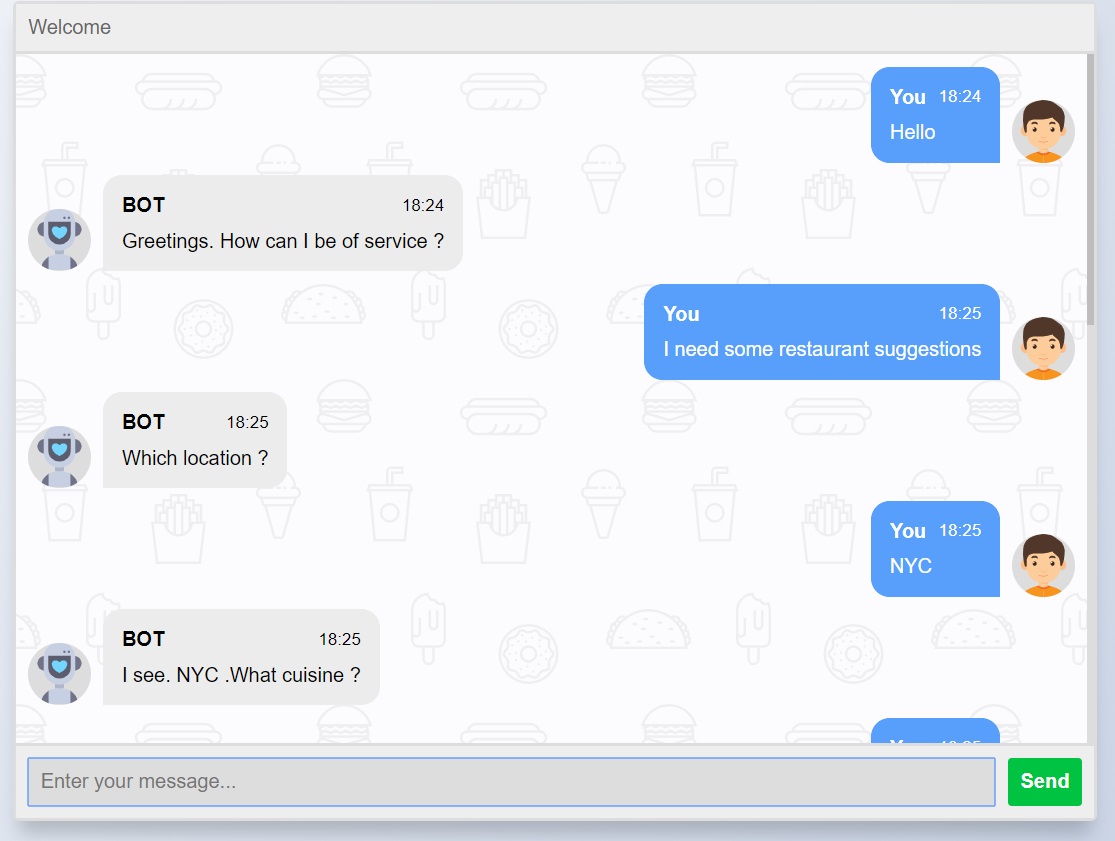 Welcome
You 18:24
Hello
BOT 18:24
Greetings. How can I be of service ?
You 18:25
I need some restaurant suggestions
BOT 18:25
Which location ?
You 18:25
NYC
BOT 18:25
I see. NYC .What cuisine ?
Enter your message...
Send